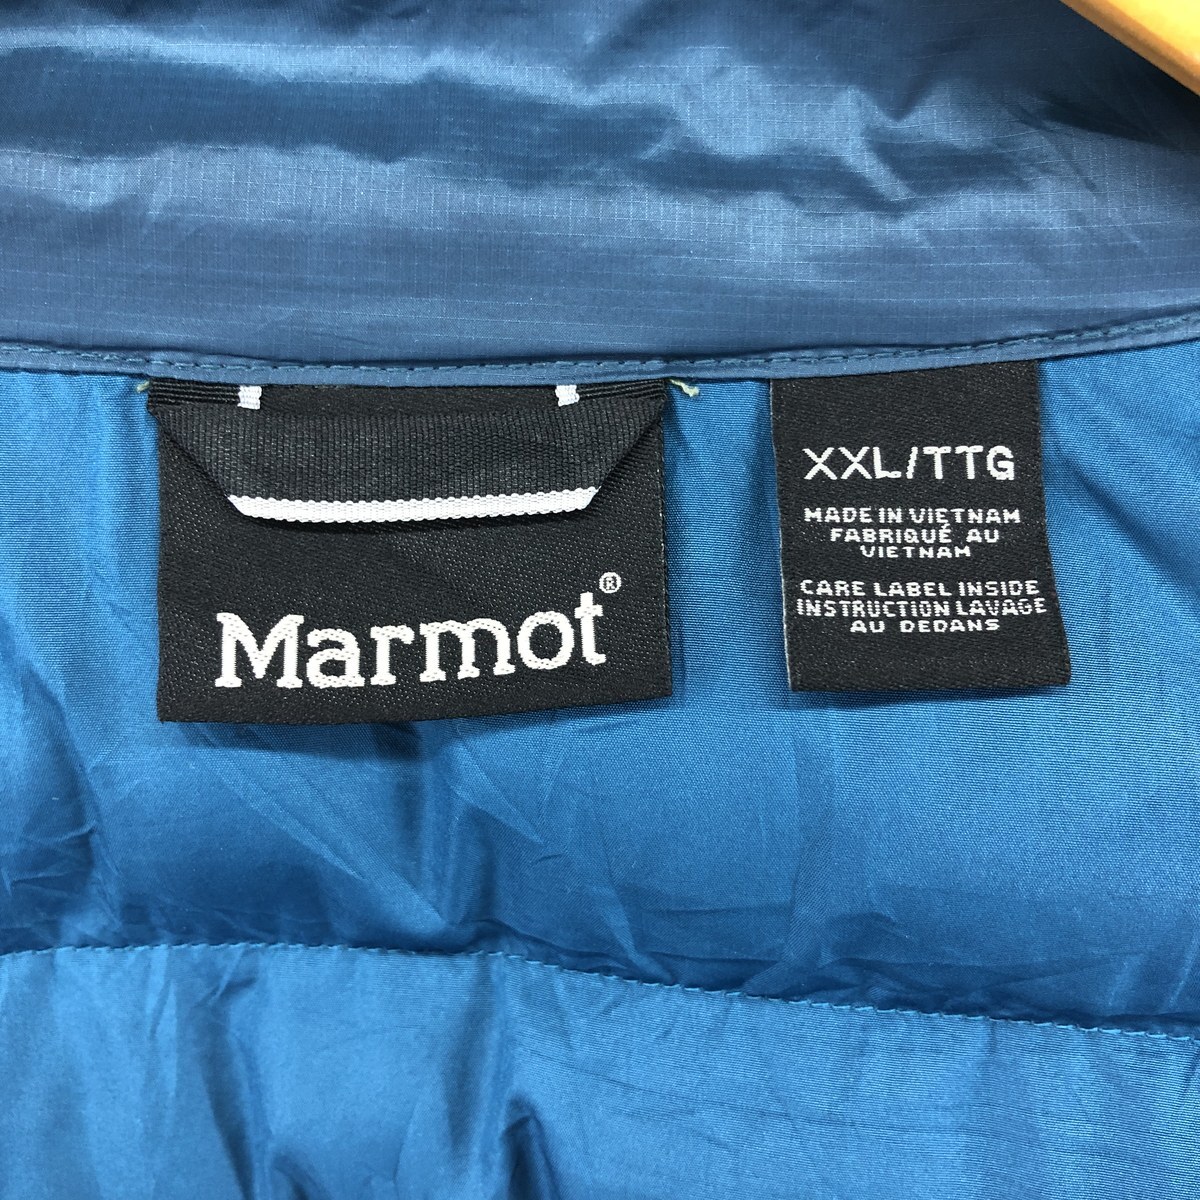 Marmot®
XXL/TTG
MADE IN VIETNAM
FABRIQUÉ AU
VIETNAM
CARE LABEL INSIDE
INSTRUCTION LAVAGE
AU DEDANS